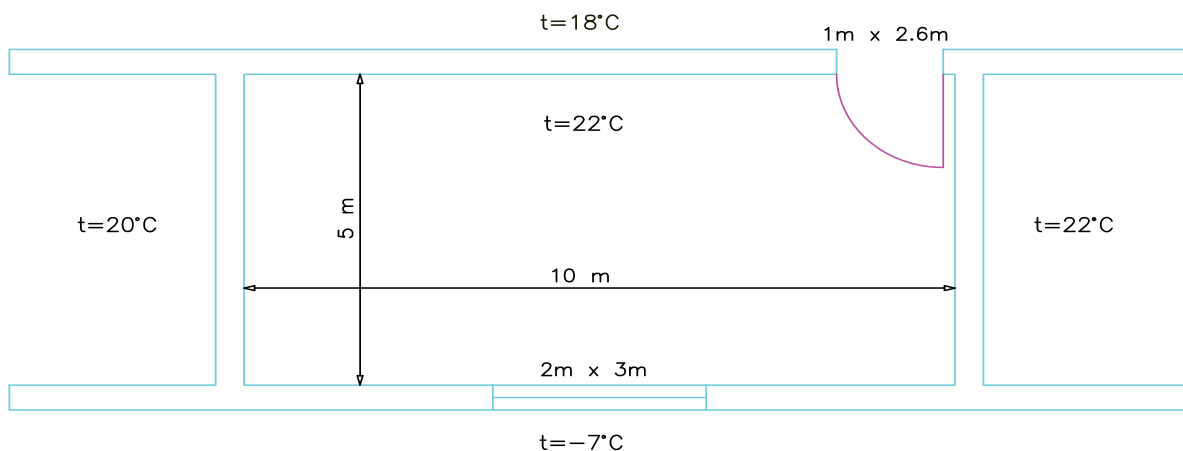 t=18°C
1m x 2.6m
t=22°C
5 m
t=20°C
t=22°C
10 m
2m x 3m
t=−7°C